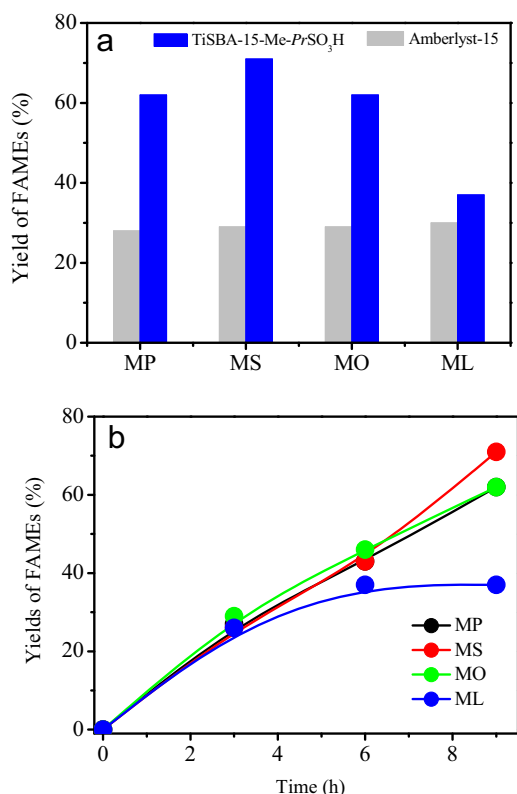 a
TiSBA-15-Me-PrSO3H
Amberlyst-15
80
60
40
20
0
Yield of FAMEs (%)
MP MS MO ML
b
80
60
40
20
0
Yields of FAMEs (%)
MP
MS
MO
ML
0 2 4 6 8
Time (h)